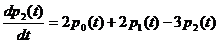 dp₂(t)/dt = 2p₀(t) + 2p₁(t) − 3p₂(t)